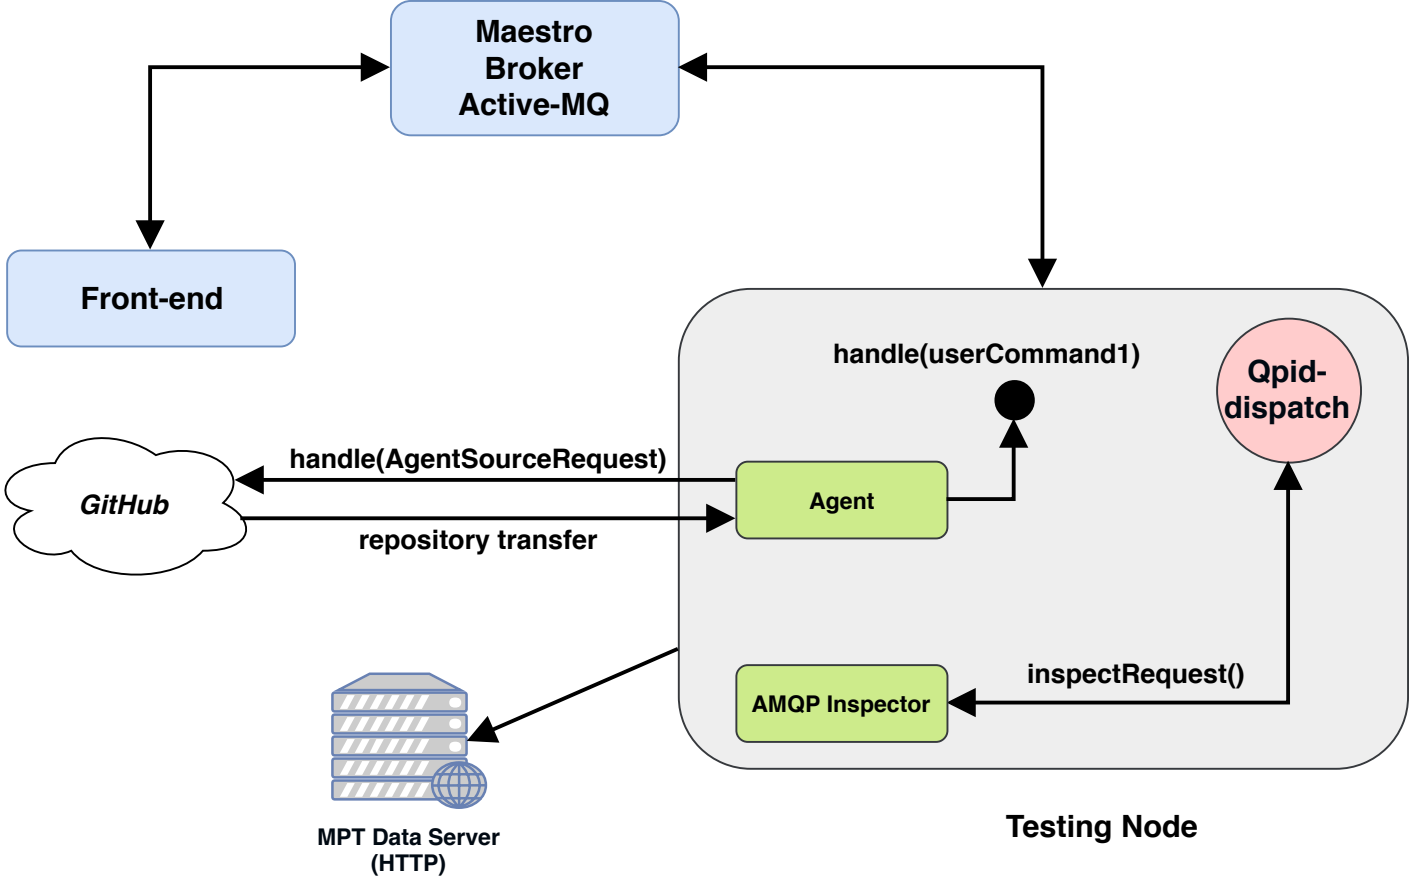 Maestro
Broker
Active-MQ
Front-end
handle(userCommand1)
Qpid-
dispatch
handle(AgentSourceRequest)
GitHub
Agent
repository transfer
inspectRequest()
AMQP Inspector
MPT Data Server
(HTTP)
Testing Node